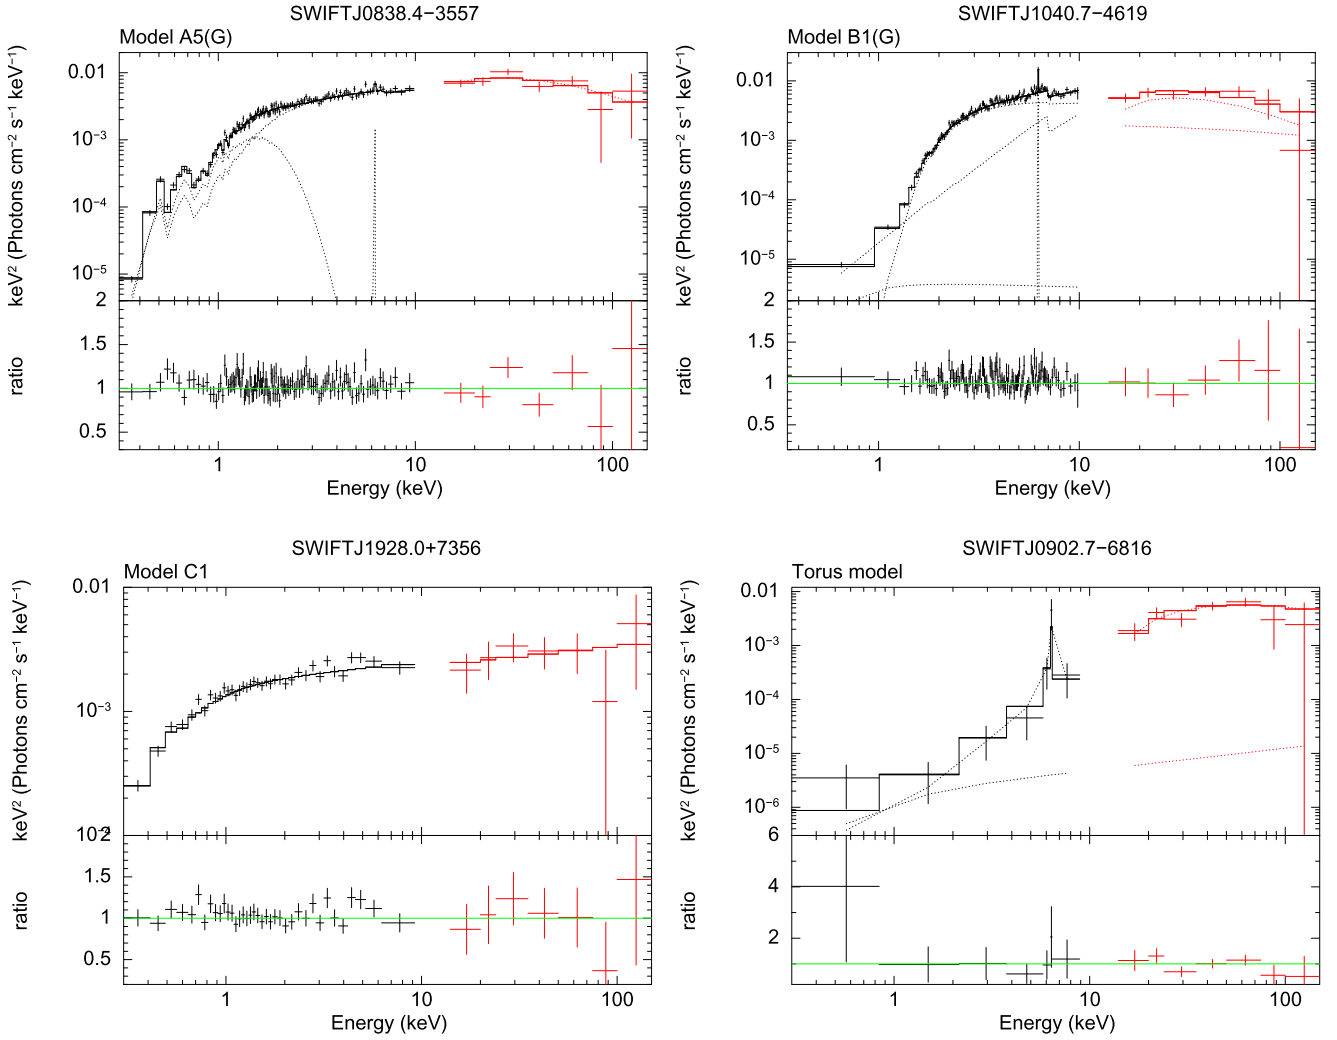 SWIFTJ0838.4−3557
Model A5(G)
keV² (Photons cm⁻² s⁻¹ keV⁻¹)
0.01
10⁻³
10⁻⁴
10⁻⁵
2
ratio
1.5
1
0.5
1 10 100
Energy (keV)
SWIFTJ1040.7−4619
Model B1(G)
keV² (Photons cm⁻² s⁻¹ keV⁻¹)
0.01
10⁻³
10⁻⁴
10⁻⁵
2
ratio
1.5
1
0.5
1 10 100
Energy (keV)
SWIFTJ1928.0+7356
Model C1
keV² (Photons cm⁻² s⁻¹ keV⁻¹)
0.01
10⁻³
2
ratio
1.5
1
0.5
1 10 100
Energy (keV)
SWIFTJ0902.7−6816
Torus model
keV² (Photons cm⁻² s⁻¹ keV⁻¹)
0.01
10⁻³
10⁻⁴
10⁻⁵
10⁻⁶
6
ratio
4
2
1 10 100
Energy (keV)